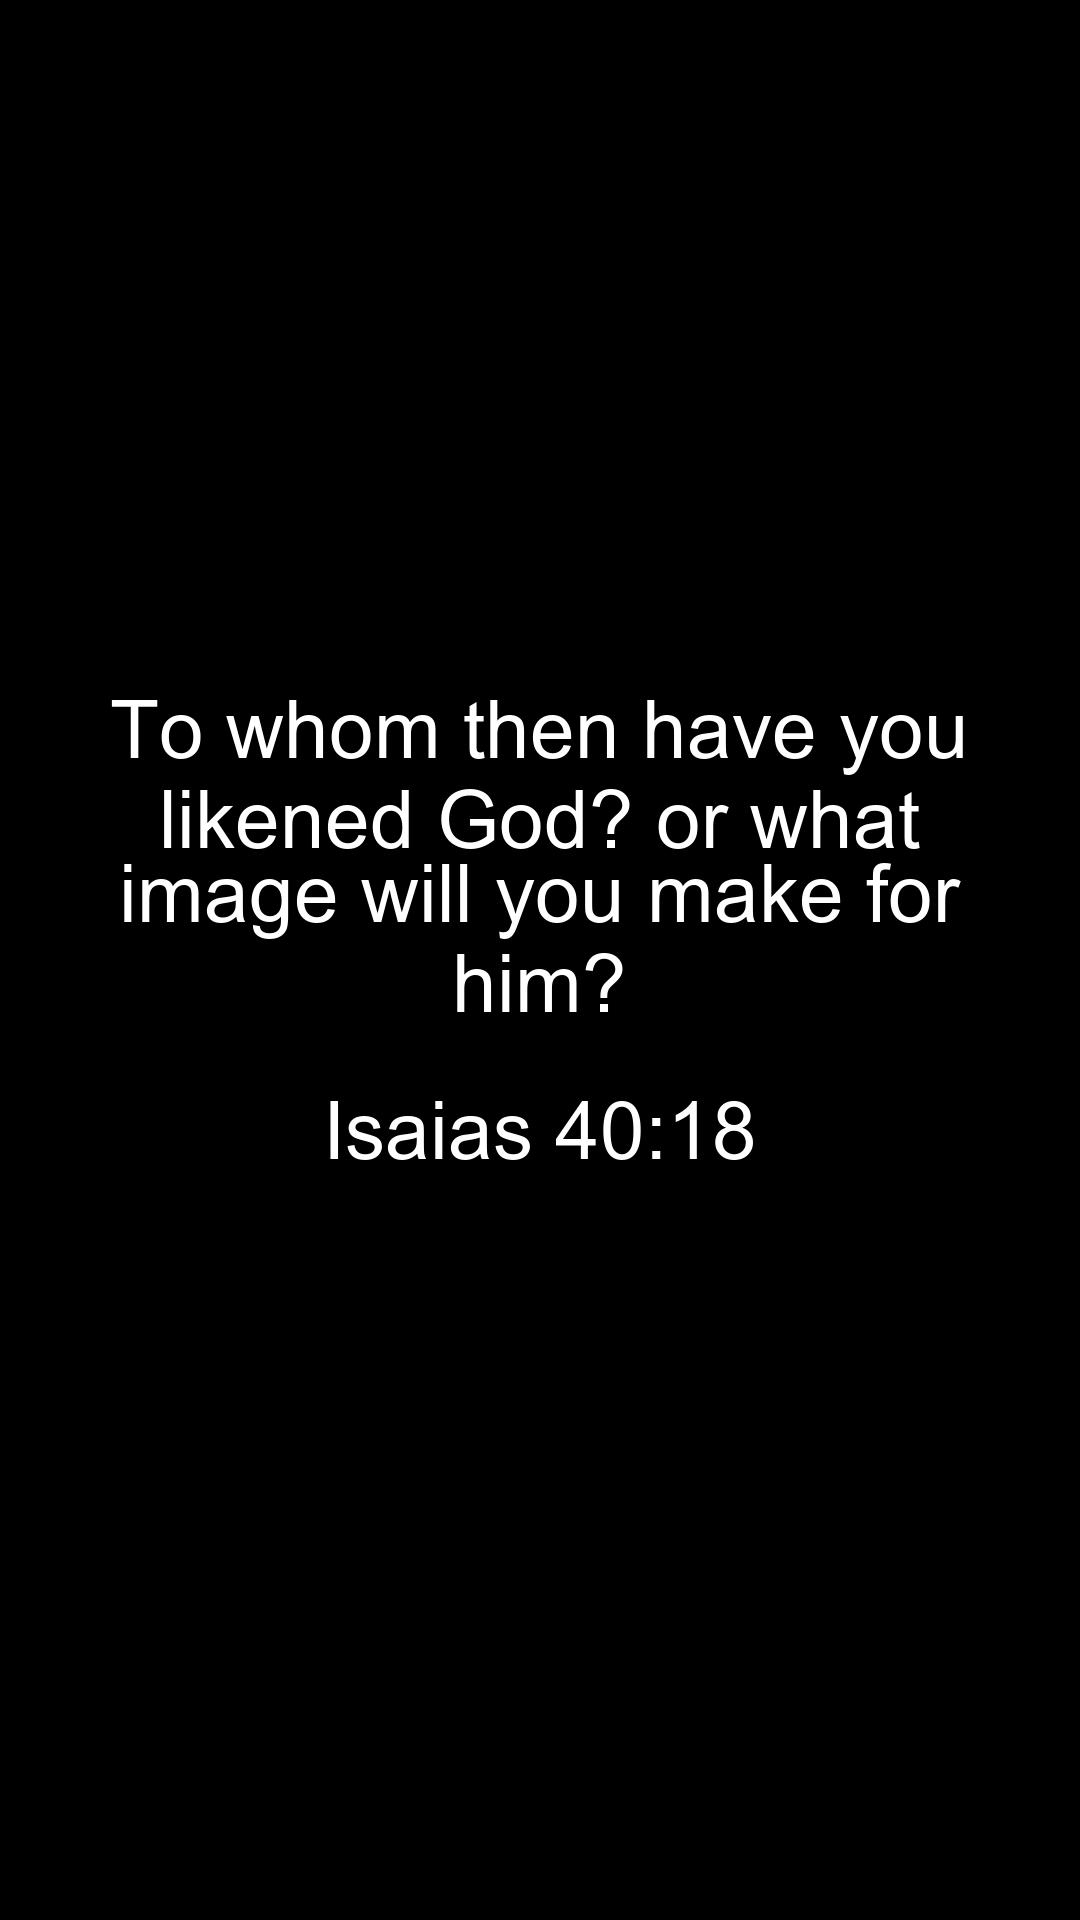 To whom then have you
likened God? or what
image will you make for
him?
Isaias 40:18